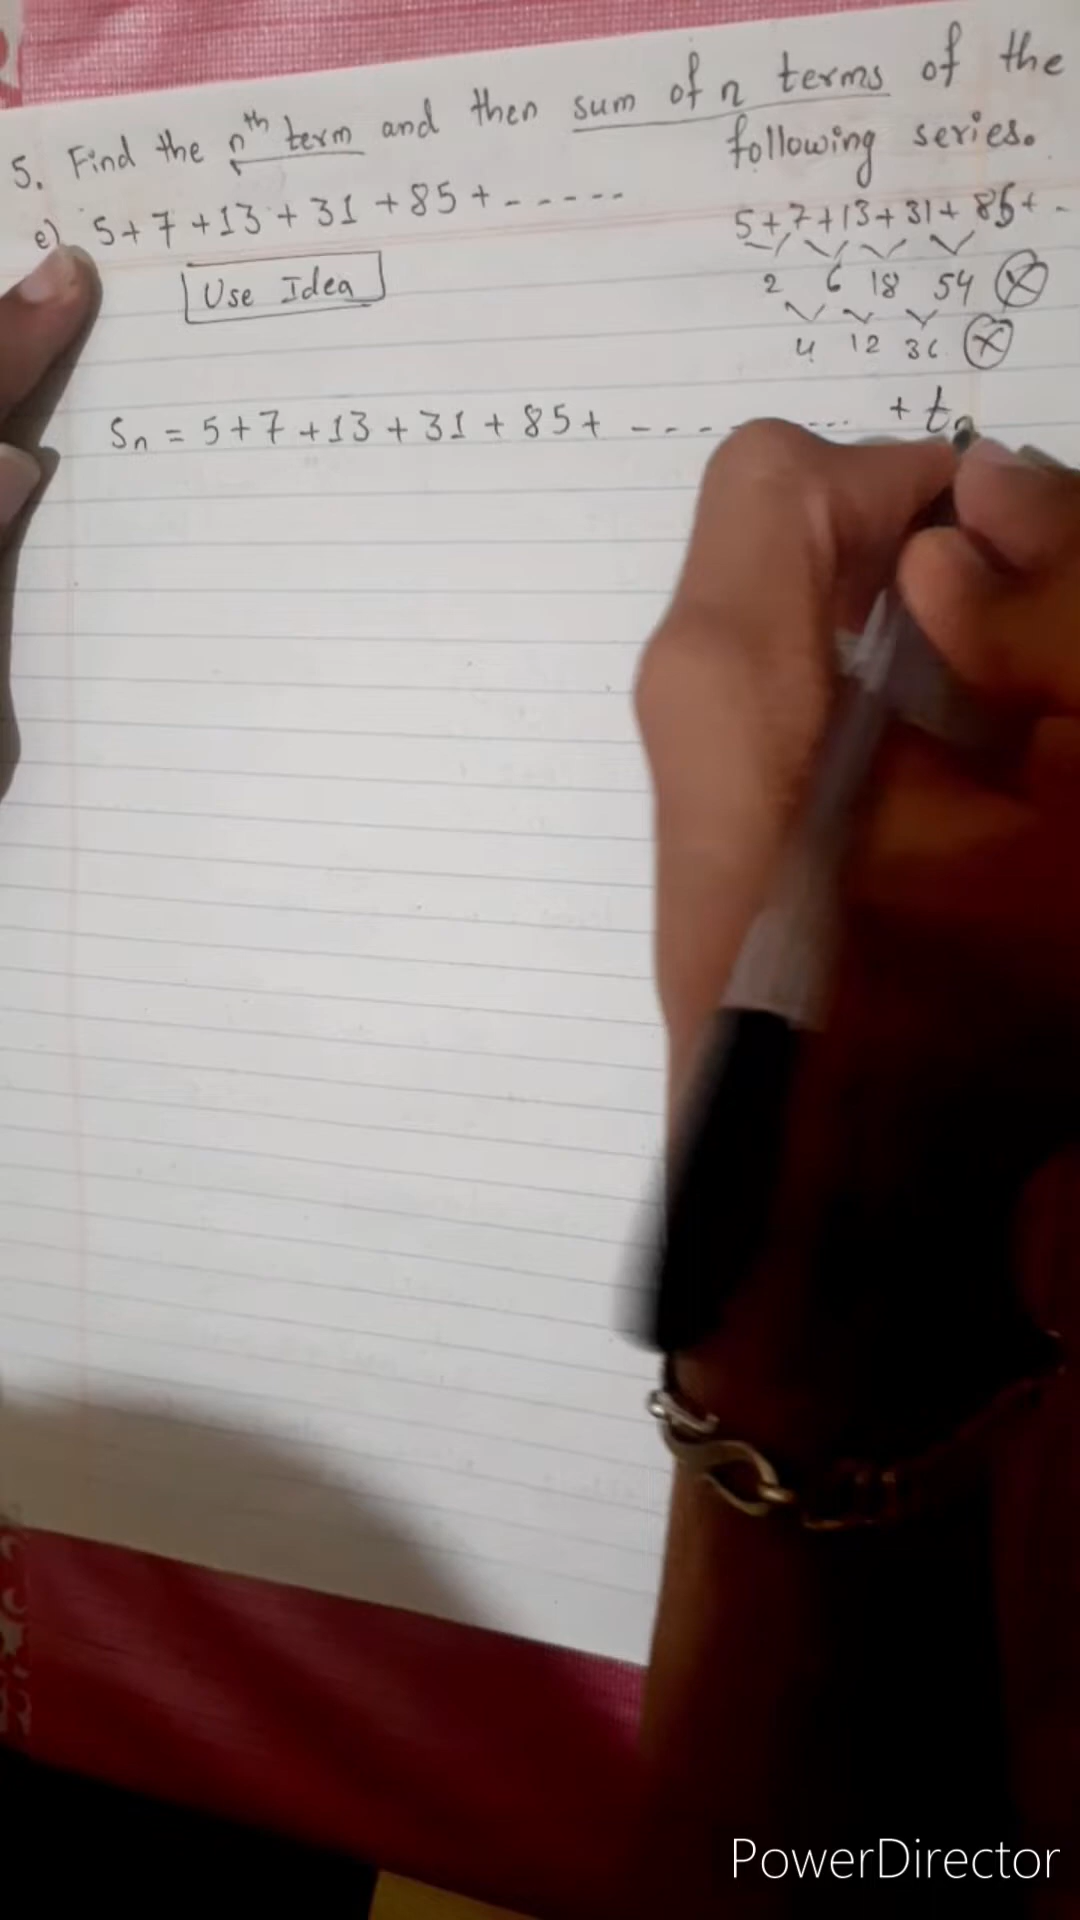 5. Find the nth term and then sum of n terms of the
following series.
e) 5+7+13+31+85+------
Use Idea
5+7+13+31+85+-
2 6 18 54 ×
4 12 36 ×
Sn = 5+7+13+31+85+ ---- ... + tn
PowerDirector